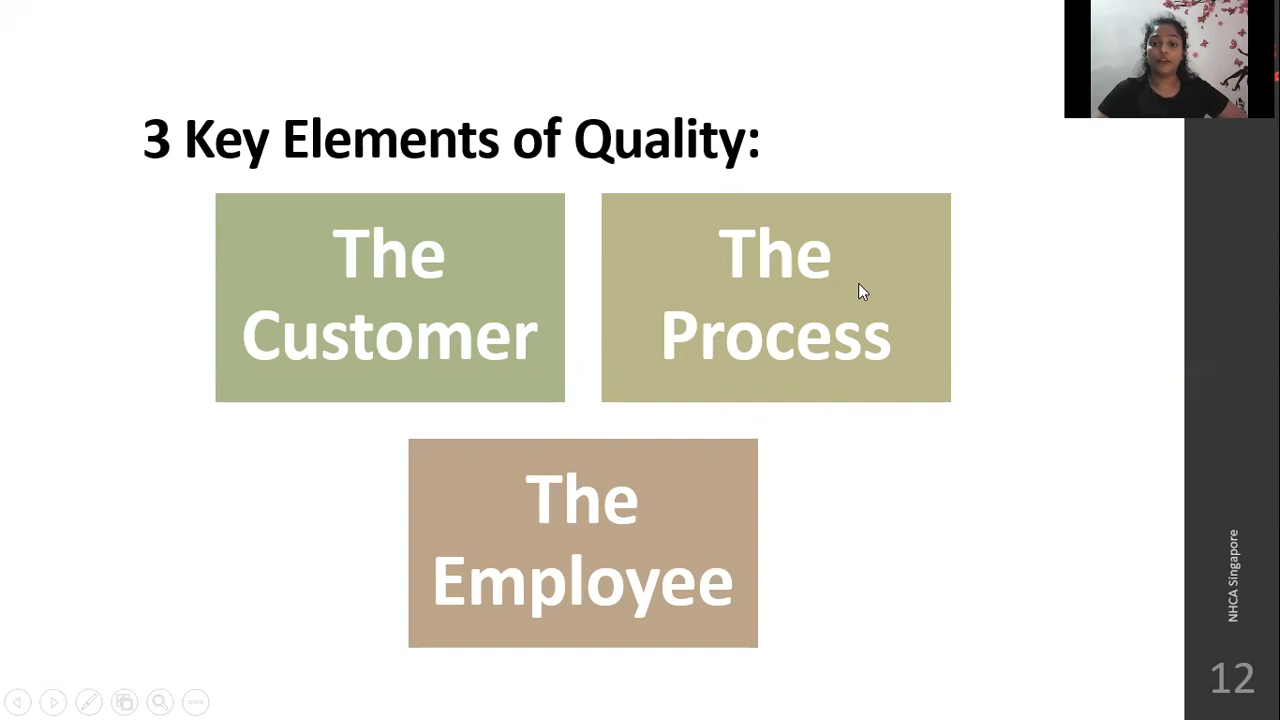 3 Key Elements of Quality:
The
Customer
The
Process
The
Employee
NHCA Singapore
12